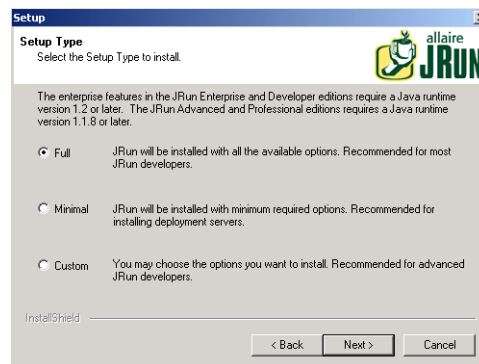 Setup
Setup Type
Select the Setup Type to install.
allaire
JRUN
The enterprise features in the JRun Enterprise and Developer editions require a Java runtime
version 1.2 or later. The JRun Advanced and Professional editions requires a Java runtime
version 1.1.8 or later.
Full
JRun will be installed with all the available options. Recommended for most
JRun developers.
Minimal
JRun will be installed with minimum required options. Recommended for
installing deployment servers.
Custom
You may choose the options you want to install. Recommended for advanced
JRun developers.
InstallShield
< Back
Next >
Cancel